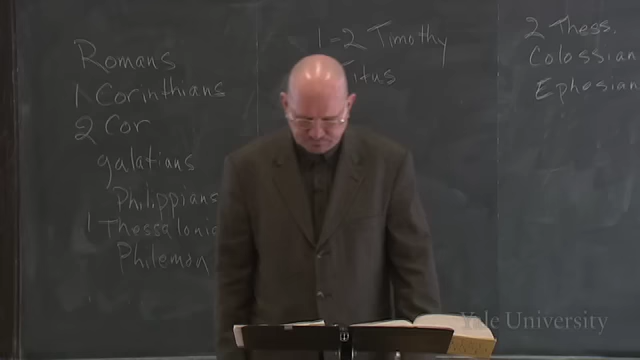 Romans
1 Corinthians
2 Cor
galatians
Philippians
1 Thessalonic
Philemon
1-2 Timothy
Titus
2 Thess.
Colossian
Ephesian
Yale University